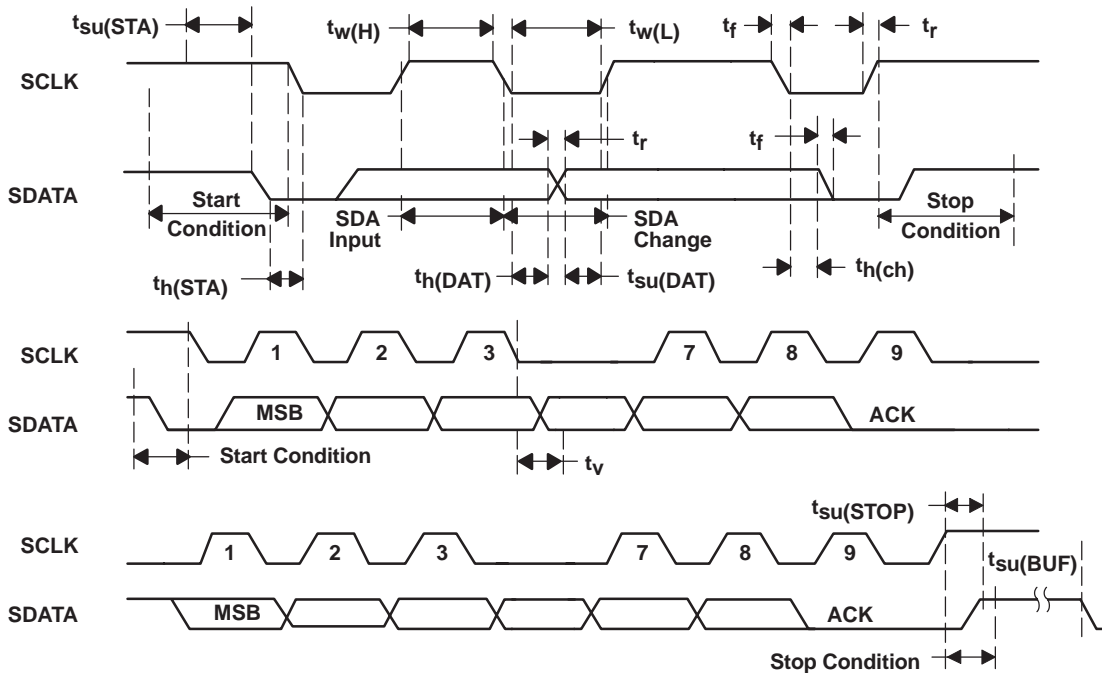 tsu(STA)
tw(H)
tw(L)
tf
tr
SCLK
tr
tf
SDATA
Start
Condition
SDA
Input
SDA
Change
Stop
Condition
th(STA)
th(DAT)
tsu(DAT)
th(ch)
SCLK
1
2
3
7
8
9
SDATA
MSB
ACK
Start Condition
tv
tsu(STOP)
SCLK
1
2
3
7
8
9
tsu(BUF)
SDATA
MSB
ACK
Stop Condition